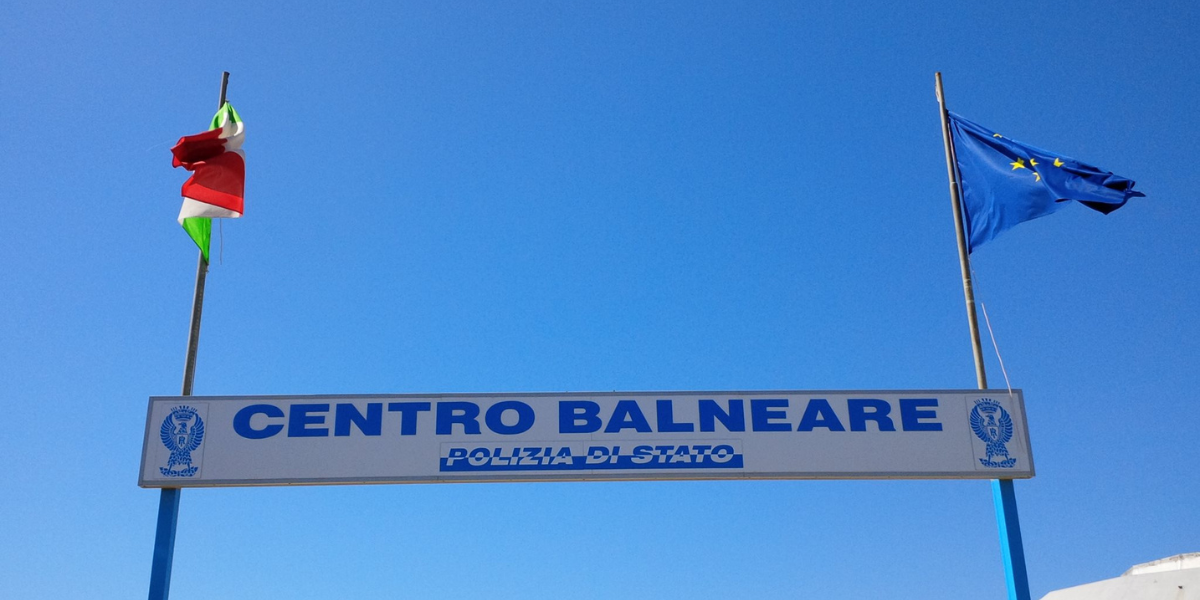 CENTRO BALNEARE
POLIZIA DI STATO